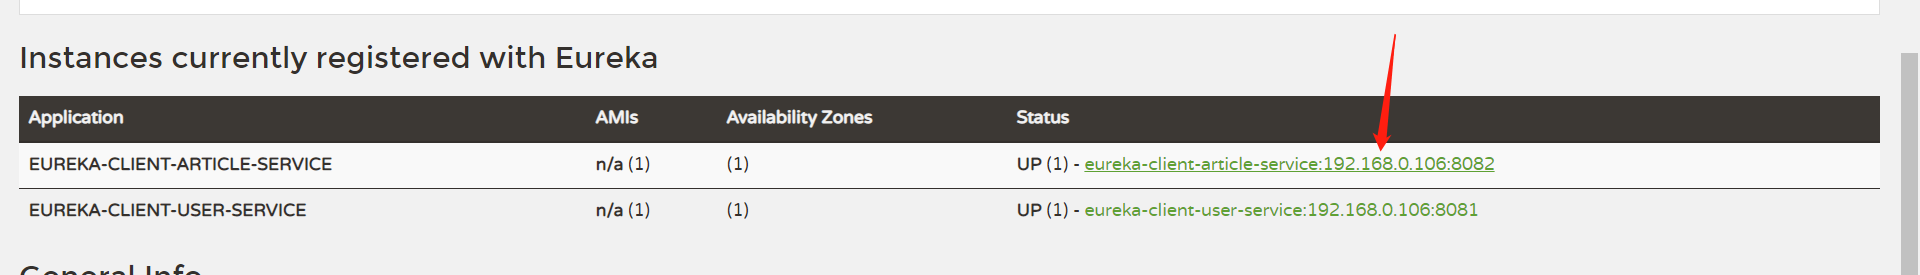 Instances currently registered with Eureka
Application AMIs Availability Zones Status
EUREKA-CLIENT-ARTICLE-SERVICE n/a (1) (1) UP (1) - eureka-client-article-service:192.168.0.106:8082
EUREKA-CLIENT-USER-SERVICE n/a (1) (1) UP (1) - eureka-client-user-service:192.168.0.106:8081
General Info